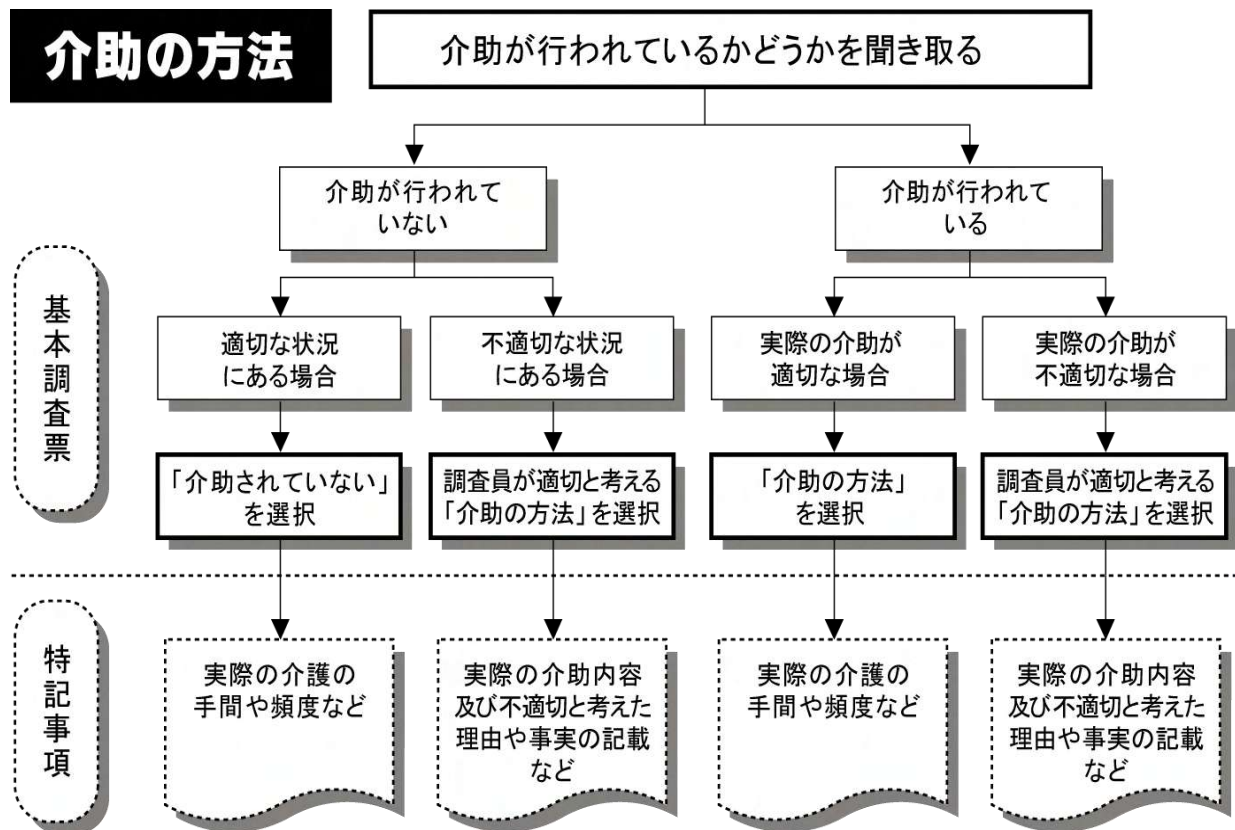 介助の方法
介助が行われているかどうかを聞き取る
介助が行われて
いない
介助が行われて
いる
基本調査票
適切な状況
にある場合
不適切な状況
にある場合
実際の介助が
適切な場合
実際の介助が
不適切な場合
「介助されていない」
を選択
調査員が適切と考える
「介助の方法」を選択
「介助の方法」
を選択
調査員が適切と考える
「介助の方法」を選択
特記事項
実際の介護の
手間や頻度など
実際の介助内容
及び不適切と考えた
理由や事実の記載
など
実際の介護の
手間や頻度など
実際の介助内容
及び不適切と考えた
理由や事実の記載
など